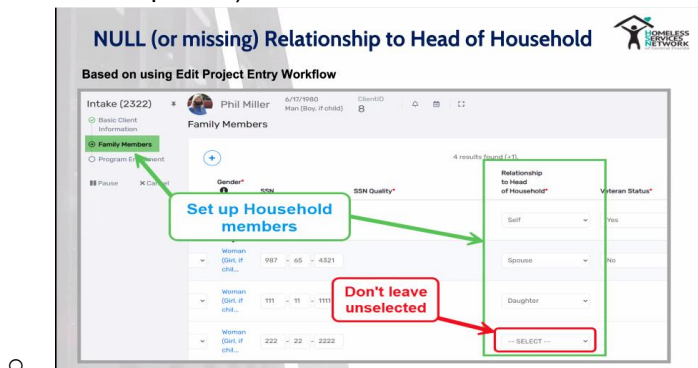 NULL (or missing) Relationship to Head of Household
HOMELESS
SERVICES
NETWORK
Based on using Edit Project Entry Workflow
Intake (2322)
Phil Miller
6/17/1980
Man (Boy, if child)
ClientID
8
Basic Client
Information
Family Members
Program
Pause
Family Members
+
4 results found (+1).
Gender*
SSN
SSN Quality*
Relationship
to Head
of Household*
Veteran Status*
Set up Household
members
Self
Yes
Woman
(Girl, if
chil...
987 - 65 - 4321
Spouse
No
Woman
(Girl, if
chil...
111 - 11 - 1111
Don't leave
unselected
Daughter
Woman
(Girl, if
chil...
222 - 22 - 2222
-- SELECT --